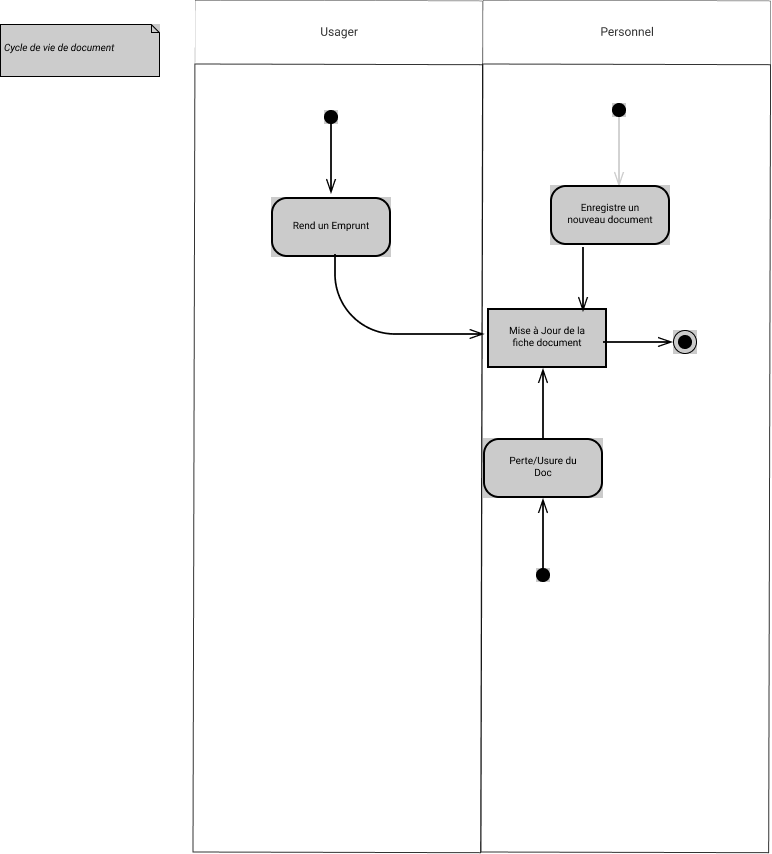 Usager
Personnel
Cycle de vie de document
Rend un Emprunt
Enregistre un
nouveau document
Mise à Jour de la
fiche document
Perte/Usure du
Doc